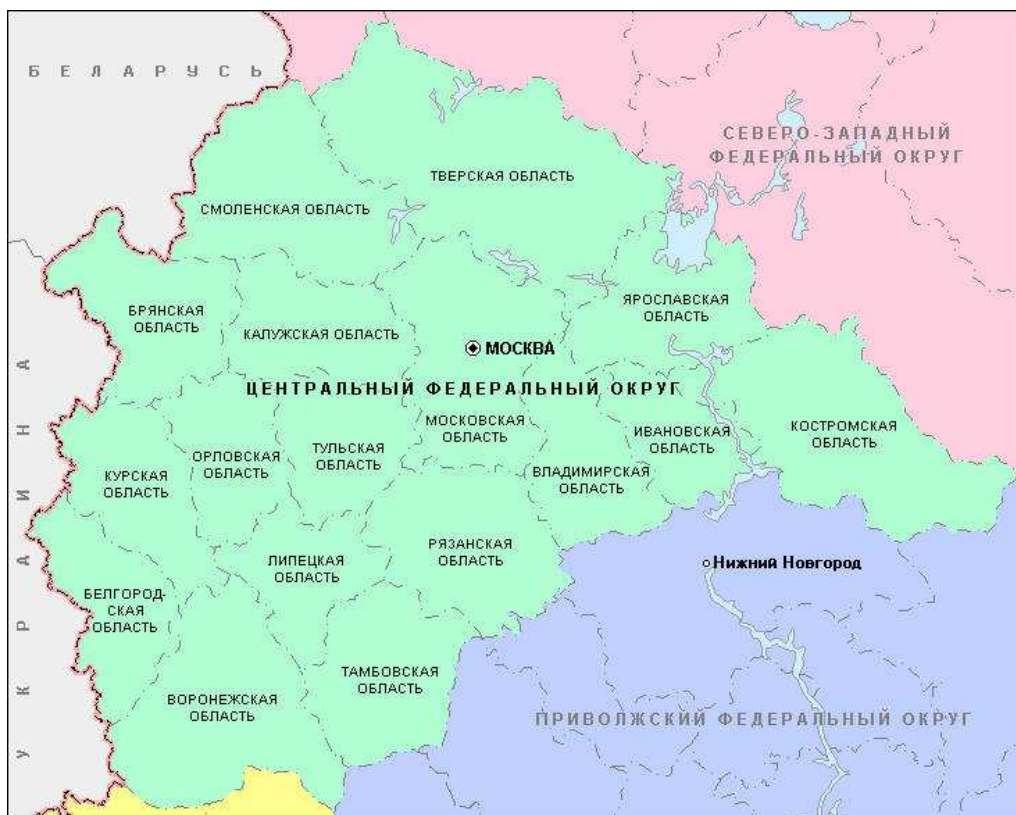 БЕЛАРУСЬ
СЕВЕРО-ЗАПАДНЫЙ
ФЕДЕРАЛЬНЫЙ ОКРУГ
ТВЕРСКАЯ ОБЛАСТЬ
СМОЛЕНСКАЯ ОБЛАСТЬ
ЯРОСЛАВСКАЯ
ОБЛАСТЬ
БРЯНСКАЯ
ОБЛАСТЬ
КАЛУЖСКАЯ ОБЛАСТЬ
МОСКВА
ЦЕНТРАЛЬНЫЙ ФЕДЕРАЛЬНЫЙ ОКРУГ
МОСКОВСКАЯ
ОБЛАСТЬ
ИВАНОВСКАЯ
ОБЛАСТЬ
КОСТРОМСКАЯ
ОБЛАСТЬ
УКРАИНА
КУРСКАЯ
ОБЛАСТЬ
ОРЛОВСКАЯ
ОБЛАСТЬ
ТУЛЬСКАЯ
ОБЛАСТЬ
ВЛАДИМИРСКАЯ
ОБЛАСТЬ
РЯЗАНСКАЯ
ОБЛАСТЬ
ЛИПЕЦКАЯ
ОБЛАСТЬ
Нижний Новгород
БЕЛГОРОД-
СКАЯ
ОБЛАСТЬ
ТАМБОВСКАЯ
ОБЛАСТЬ
ВОРОНЕЖСКАЯ
ОБЛАСТЬ
ПРИВОЛЖСКИЙ ФЕДЕРАЛЬНЫЙ ОКРУГ